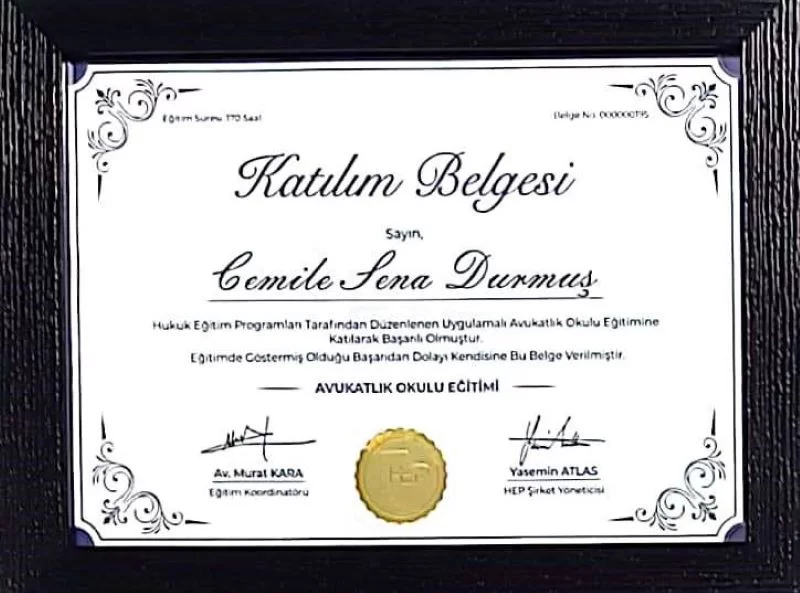 Eğitim Süresi: 170 Saat
Belge No: 000000195
Katılım Belgesi
Sayın,
Cemile Sena Durmuş
Hukuk Eğitim Programları Tarafından Düzenlenen Uygulamalı Avukatlık Okulu Eğitimine
Katılarak Başarılı Olmuştur.
Eğitimde Göstermiş Olduğu Başarıdan Dolayı Kendisine Bu Belge Verilmiştir.
AVUKATLIK OKULU EĞİTİMİ
Av. Murat KARA
Eğitim Koordinatörü
HEP
Yasemin ATLAS
HEP Şirket Yöneticisi